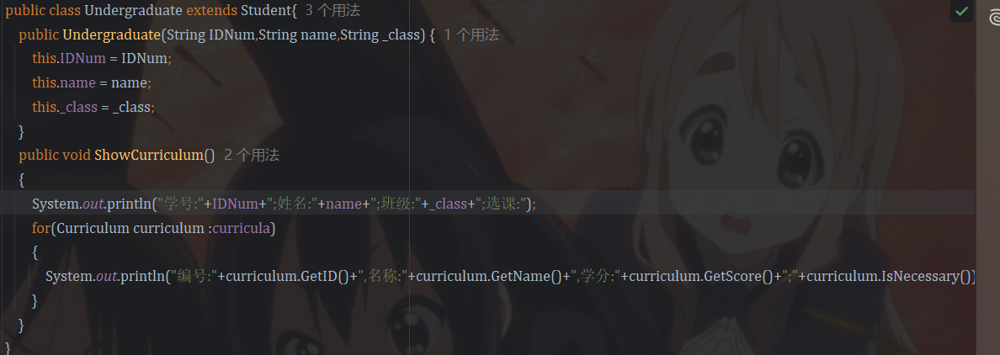 public class Undergraduate extends Student{ 3 个用法
public Undergraduate(String IDNum,String name,String _class) { 1 个用法
this.IDNum = IDNum;
this.name = name;
this._class = _class;
}
public void ShowCurriculum() 2 个用法
{
System.out.println("学号:"+IDNum+";姓名:"+name+";班级:"+_class+";选课:");
for(Curriculum curriculum :curricula)
{
System.out.println("编号:"+curriculum.GetID()+",名称:"+curriculum.GetName()+",学分:"+curriculum.GetScore()+";"+curriculum.IsNecessary())
}
}
}